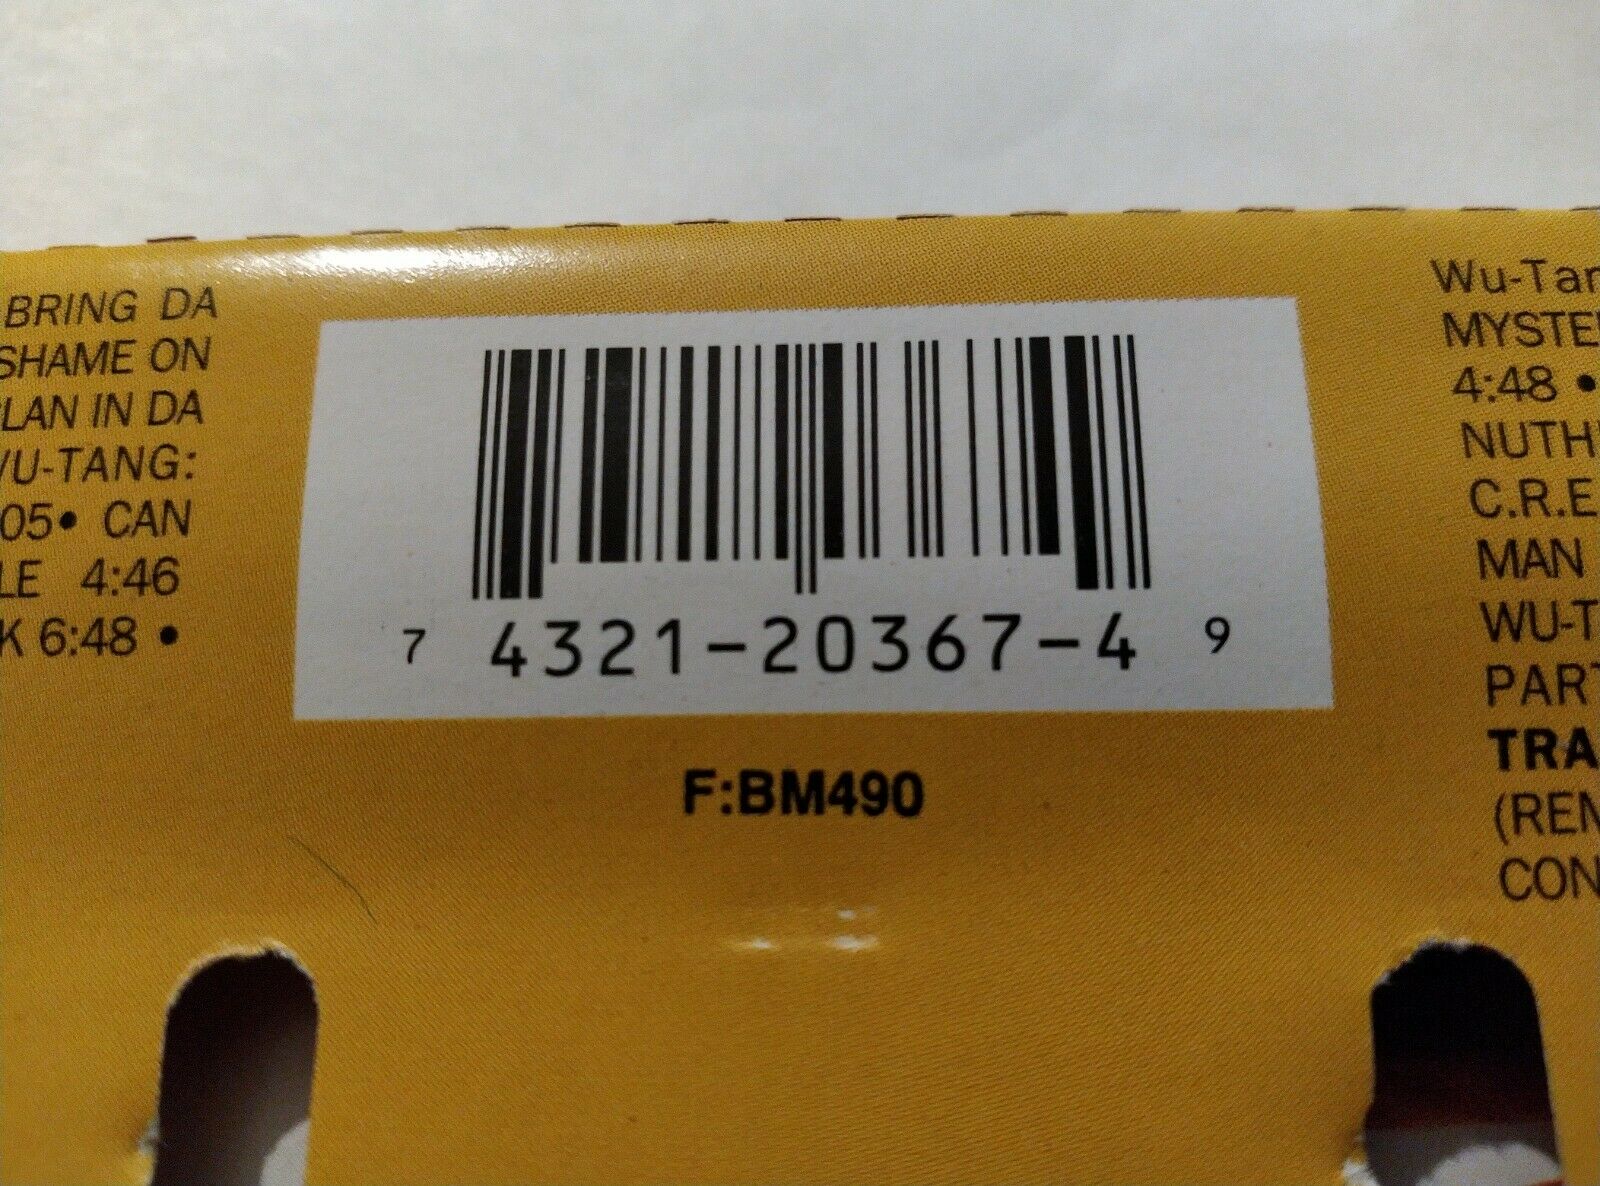 BRING DA
SHAME ON
LAN IN DA
WU-TANG:
05• CAN
LE 4:46
K 6:48 •
7 4321-20367-4 9
F:BM490
Wu-Tan
MYSTE
4:48 •
NUTH
C.R.E
MAN
WU-T
PART
TRA
(REM
CON